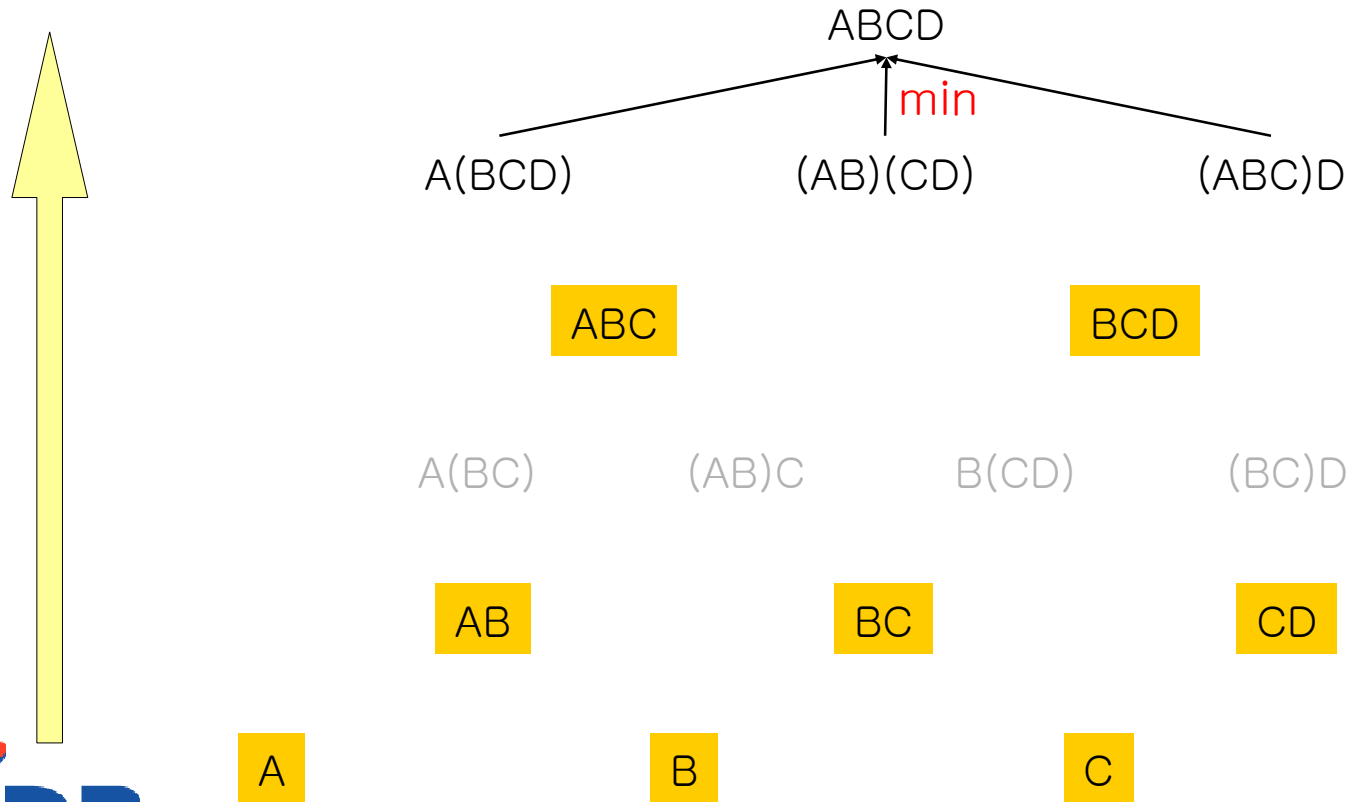 ABCD
min
A(BCD) (AB)(CD) (ABC)D
ABC BCD
A(BC) (AB)C B(CD) (BC)D
AB BC CD
A B C